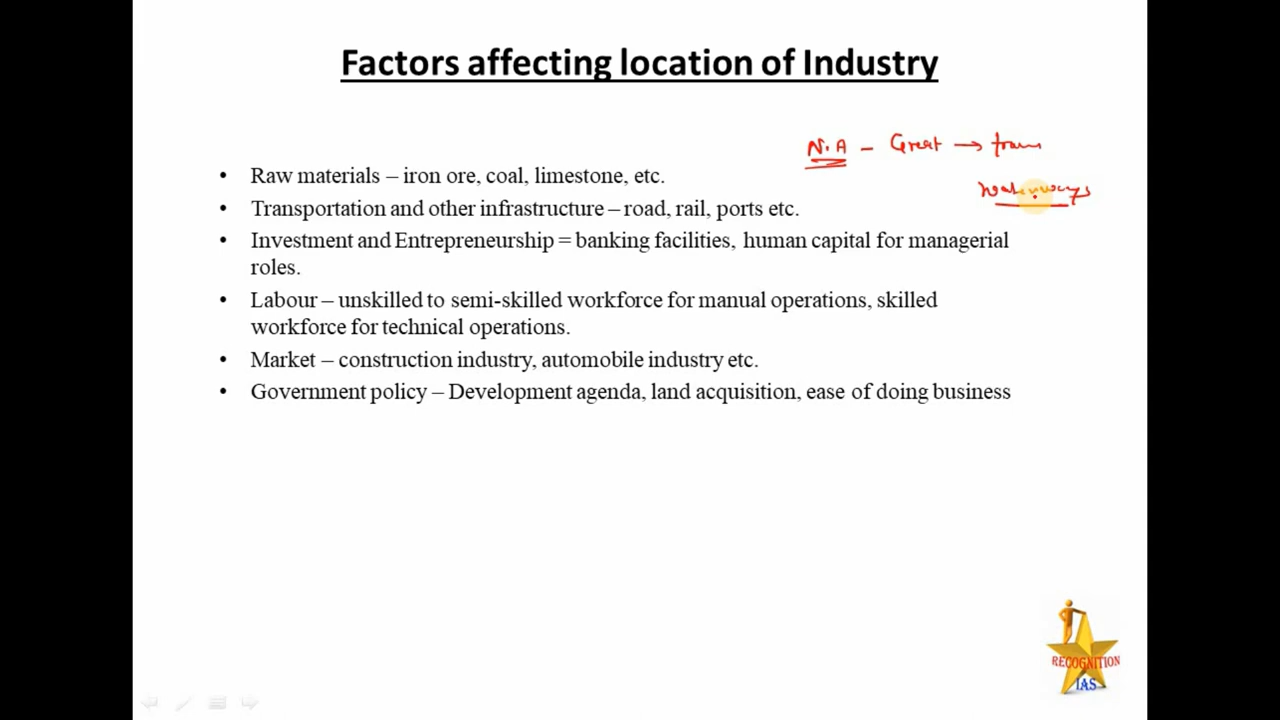 Factors affecting location of Industry
N.A – Great → trans
waterways
• Raw materials – iron ore, coal, limestone, etc.
• Transportation and other infrastructure – road, rail, ports etc.
• Investment and Entrepreneurship = banking facilities, human capital for managerial
roles.
• Labour – unskilled to semi-skilled workforce for manual operations, skilled
workforce for technical operations.
• Market – construction industry, automobile industry etc.
• Government policy – Development agenda, land acquisition, ease of doing business
RECOGNITION
IAS